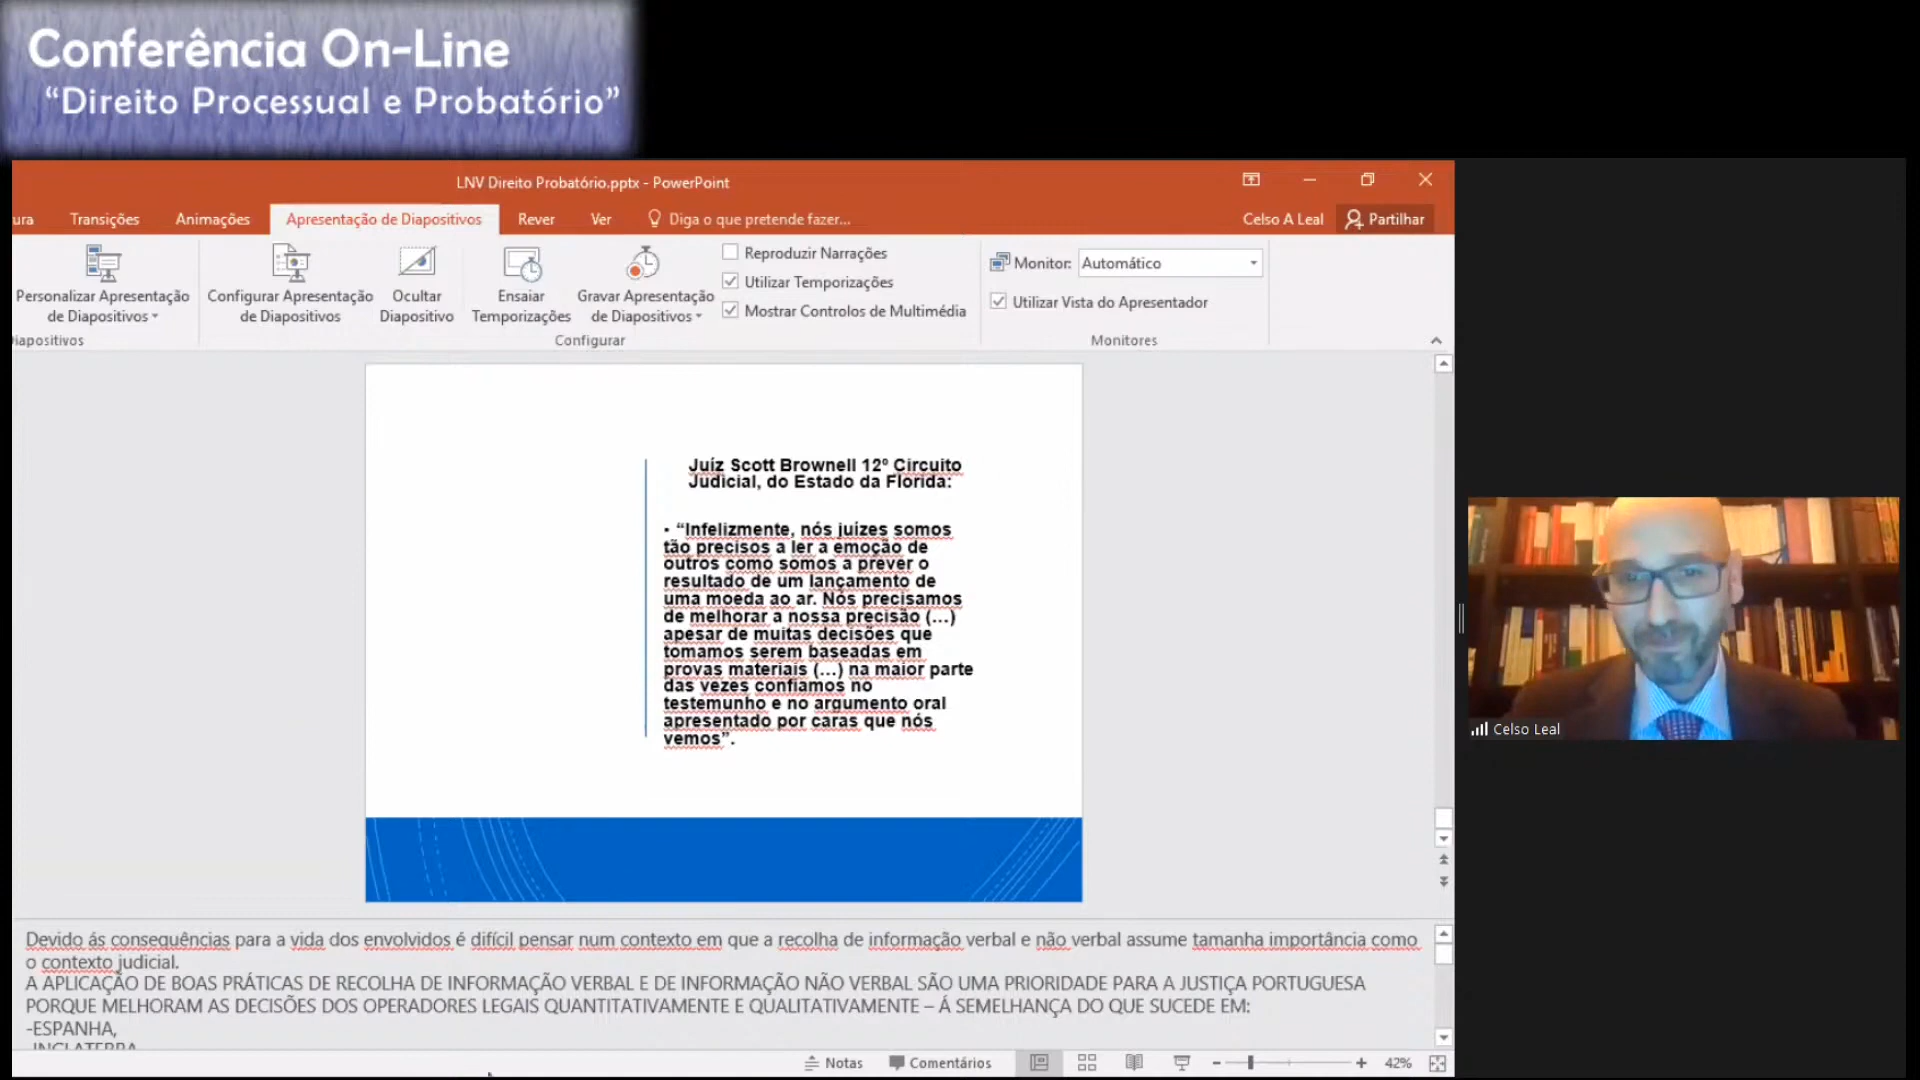 Conferência On-Line
“Direito Processual e Probatório”
LNV Direito Probatório.pptx - PowerPoint
ura Transições Animações Apresentação de Diapositivos Rever Ver Diga o que pretende fazer... Celso A Leal Partilhar
Personalizar Apresentação
de Diapositivos
Configurar Apresentação
de Diapositivos
Ocultar
Diapositivo
Ensaiar
Temporizações
Gravar Apresentação
de Diapositivos
Reproduzir Narrações
Utilizar Temporizações
Mostrar Controlos de Multimédia
Monitor: Automático
Utilizar Vista do Apresentador
iapositivos Configurar Monitores
Juíz Scott Brownell 12º Circuito
Judicial, do Estado da Florida:
• “Infelizmente, nós juízes somos
tão precisos a ler a emoção de
outros como somos a prever o
resultado de um lançamento de
uma moeda ao ar. Nós precisamos
de melhorar a nossa precisão (...)
apesar de muitas decisões que
tomamos serem baseadas em
provas materiais (...) na maior parte
das vezes confiamos no
testemunho e no argumento oral
apresentado por caras que nós
vemos”.
Celso Leal
Devido ás consequências para a vida dos envolvidos é difícil pensar num contexto em que a recolha de informação verbal e não verbal assume tamanha importância como
o contexto judicial.
A APLICAÇÃO DE BOAS PRÁTICAS DE RECOLHA DE INFORMAÇÃO VERBAL E DE INFORMAÇÃO NÃO VERBAL SÃO UMA PRIORIDADE PARA A JUSTIÇA PORTUGUESA
PORQUE MELHORAM AS DECISÕES DOS OPERADORES LEGAIS QUANTITATIVAMENTE E QUALITATIVAMENTE – Á SEMELHANÇA DO QUE SUCEDE EM:
-ESPANHA,
-INGLATERRA
Notas Comentários 42%